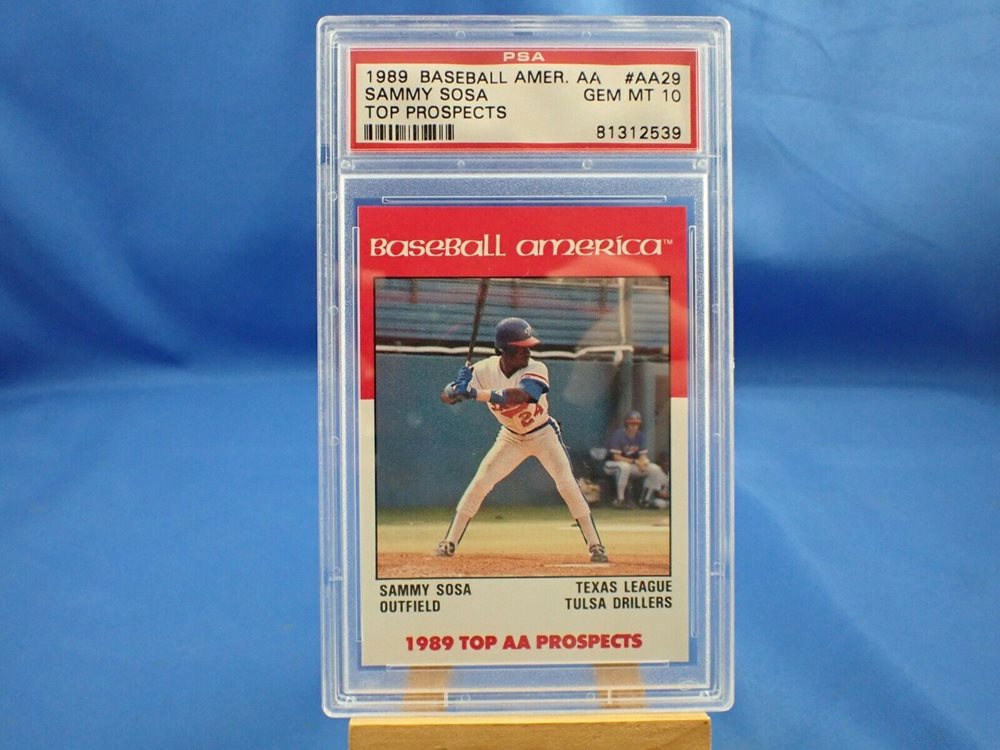 PSA
1989 BASEBALL AMER. AA #AA29
SAMMY SOSA GEM MT 10
TOP PROSPECTS
81312539
Baseball america™
24
SAMMY SOSA TEXAS LEAGUE
OUTFIELD TULSA DRILLERS
1989 TOP AA PROSPECTS